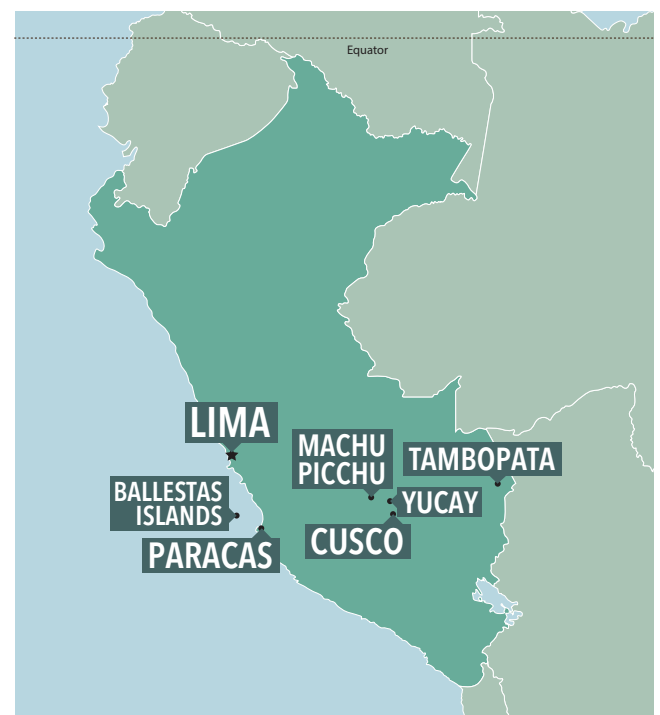 Equator
LIMA
MACHU
PICCHU
TAMBOPATA
BALLESTAS
ISLANDS
YUCAY
CUSCO
PARACAS